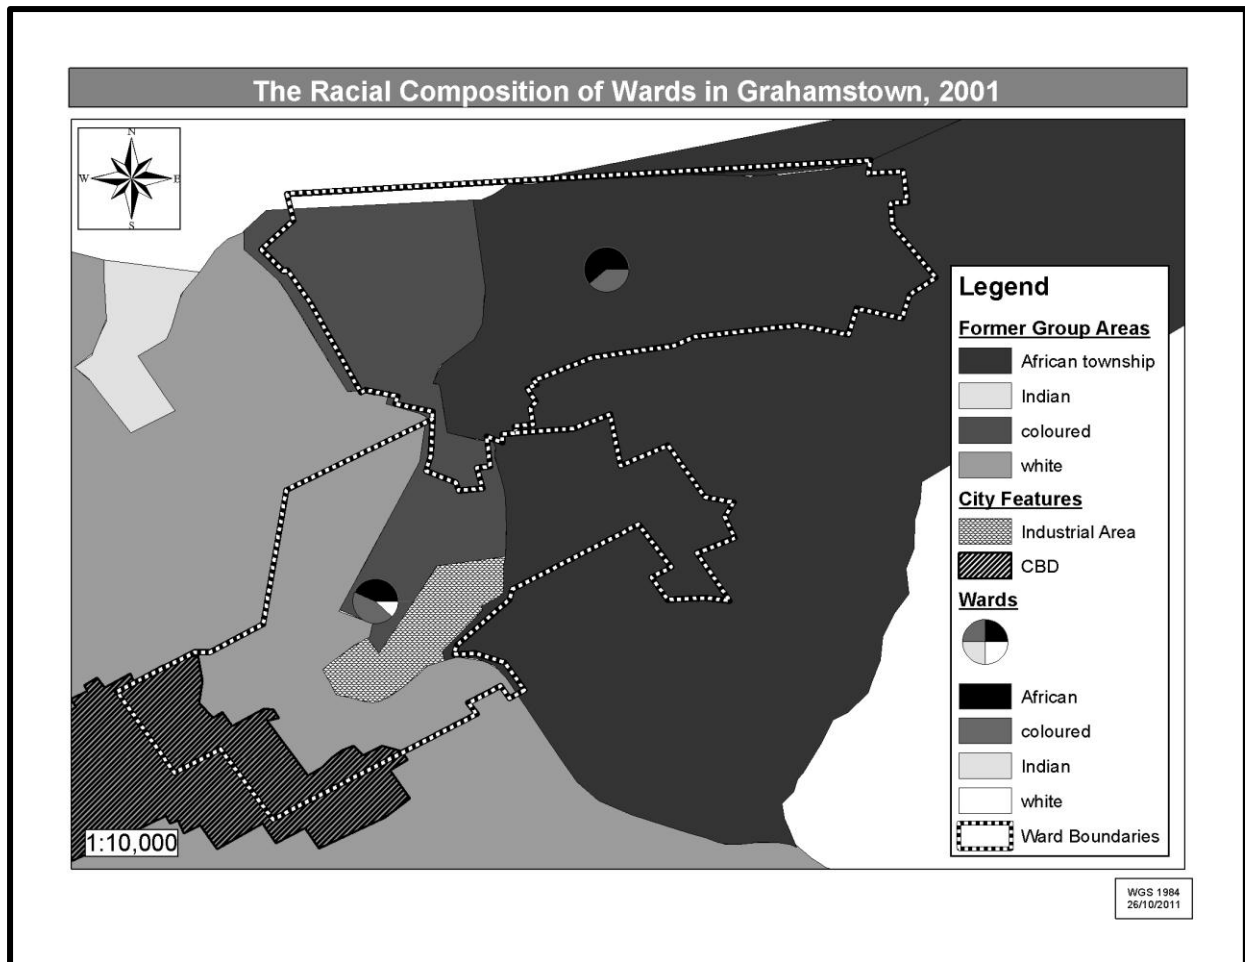 The Racial Composition of Wards in Grahamstown, 2001
N
W
E
S
Legend
Former Group Areas
African township
Indian
coloured
white
City Features
Industrial Area
CBD
Wards
African
coloured
Indian
white
Ward Boundaries
1:10,000
WGS 1984
26/10/2011